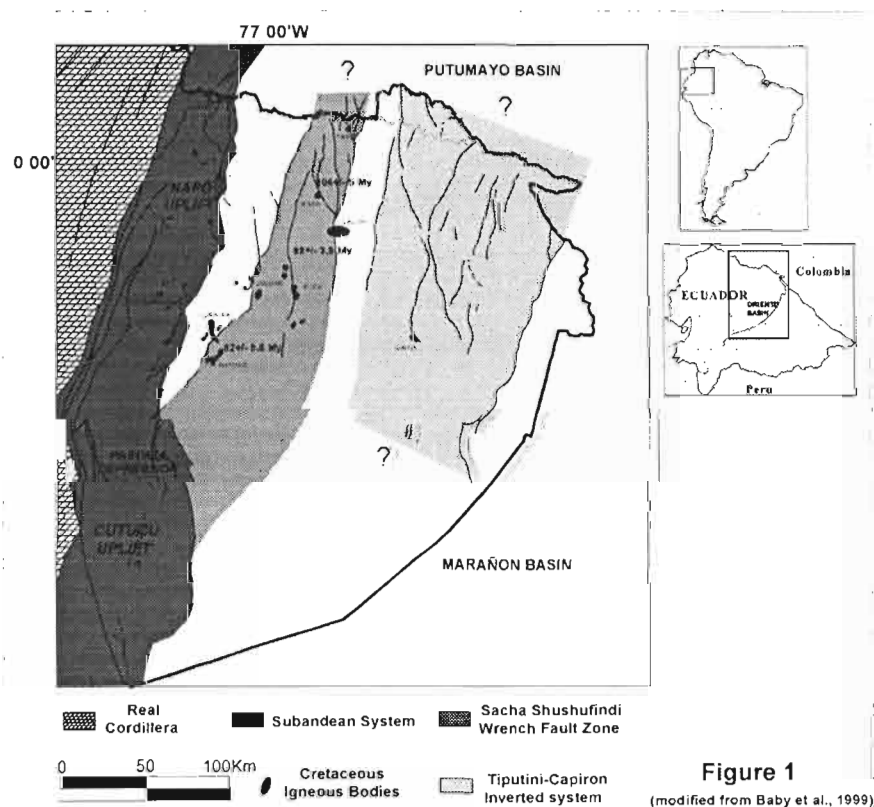 77 00'W
PUTUMAYO BASIN
?
?
0 00'
NAPO
UPLIFT
Colombia
ECUADOR
ORIENTE
BASIN
Peru
?
CUTUCU
UPLIFT
MARAÑON BASIN
Real
Cordillera
Subandean System
Sacha Shushufindi
Wrench Fault Zone
0 50 100Km
Cretaceous
Igneous Bodies
Tiputini-Capiron
Inverted system
Figure 1
(modified from Baby et al., 1999)